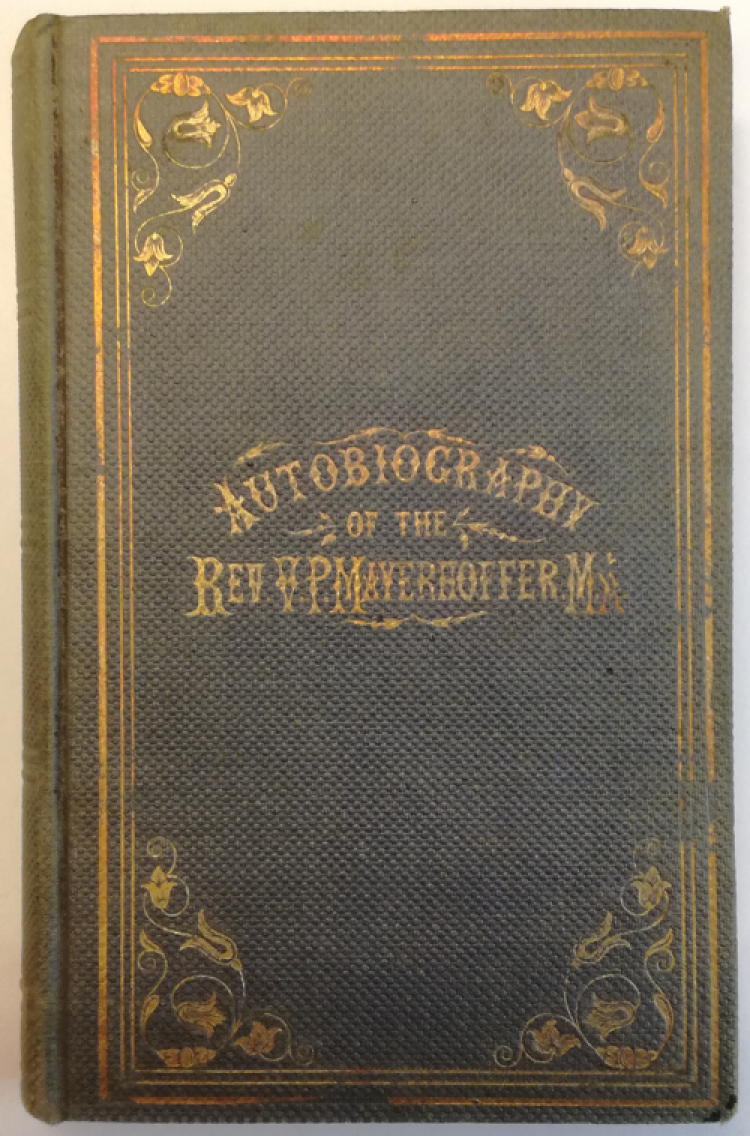 AUTOBIOGRAPHY
OF THE
REV. V. P. MAYERHOFFER. M.A.